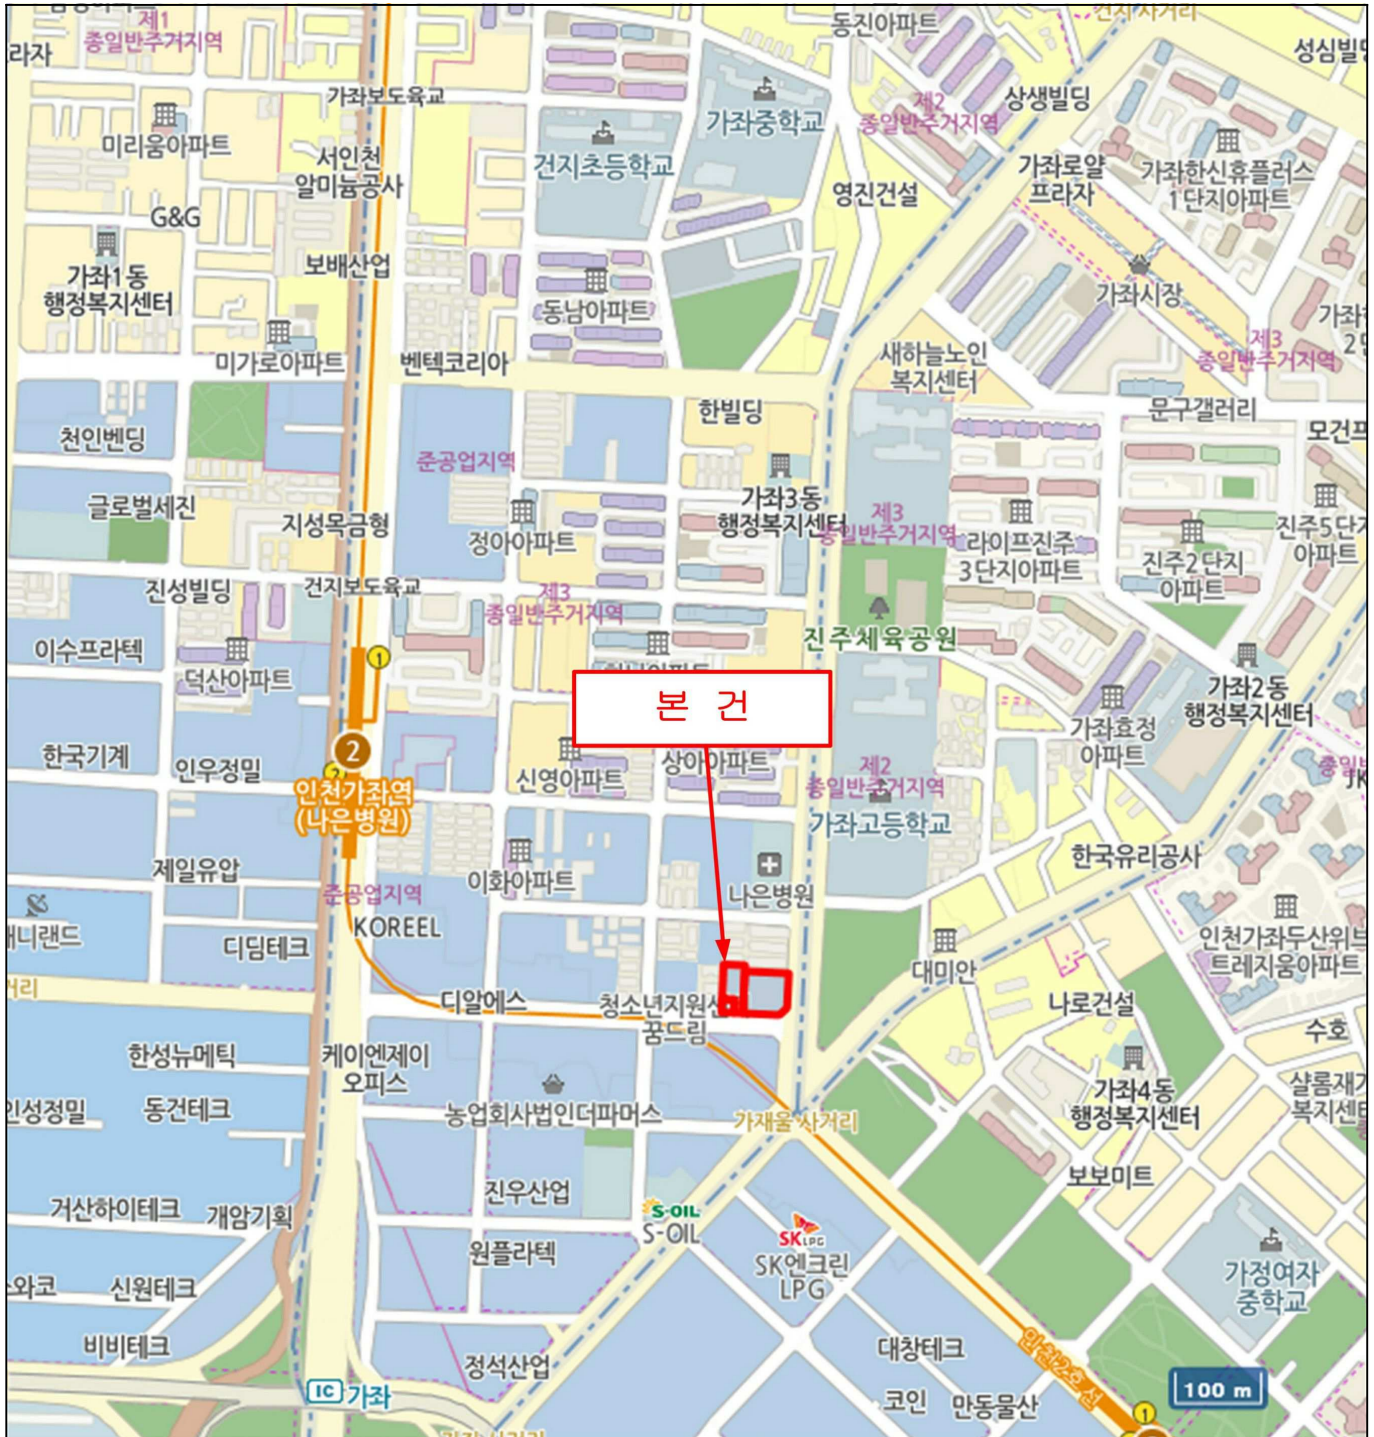 제1
종일반주거지역
라자
동진아파트
건지 사거리
성심빌딩
가좌보도육교
가좌중학교
제2
종일반주거지역
상생빌딩
미리움아파트
서인천
알미늄공사
건지초등학교
영진건설
가좌로얄
프라자
가좌한신휴플러스
1단지아파트
G&G
가좌1동
행정복지센터
보배산업
동남아파트
가좌시장
미가로아파트
벤텍코리아
새하늘노인
복지센터
제3
종일반주거지역
한빌딩
문구갤러리
천인벤딩
준공업지역
글로벌세진
지성목금형
정아아파트
가좌3동
행정복지센터
제3
종일반주거지역
라이프진주
3단지아파트
진주2단지
아파트
진주5단지
아파트
진성빌딩
건지보도육교
제3
종일반주거지역
진주체육공원
이수프라텍
덕산아파트
1
본 건
가좌2동
행정복지센터
한국기계
인우정밀
2
2
인천가좌역
(나은병원)
신영아파트
상아아파트
제2
종일반주거지역
가좌고등학교
가좌효정
아파트
한국유리공사
제일유압
준공업지역
KOREEL
이화아파트
나은병원
디딤테크
대미안
인천가좌두산위브
트레지움아파트
디알에스
청소년지원센
꿈드림
나로건설
수호
한성뉴메틱
케이엔제이
오피스
동건테크
농업회사법인더파머스
가재울 사거리
가좌4동
행정복지센터
보보미트
거산하이테크
개암기획
진우산업
S-OIL
S-OIL
원플라텍
SK LPG
SK엔크린
LPG
가정여자
중학교
신원테크
비비테크
정석산업
대창테크
인천2호선
100 m
IC 가좌
코인
만동물산
1